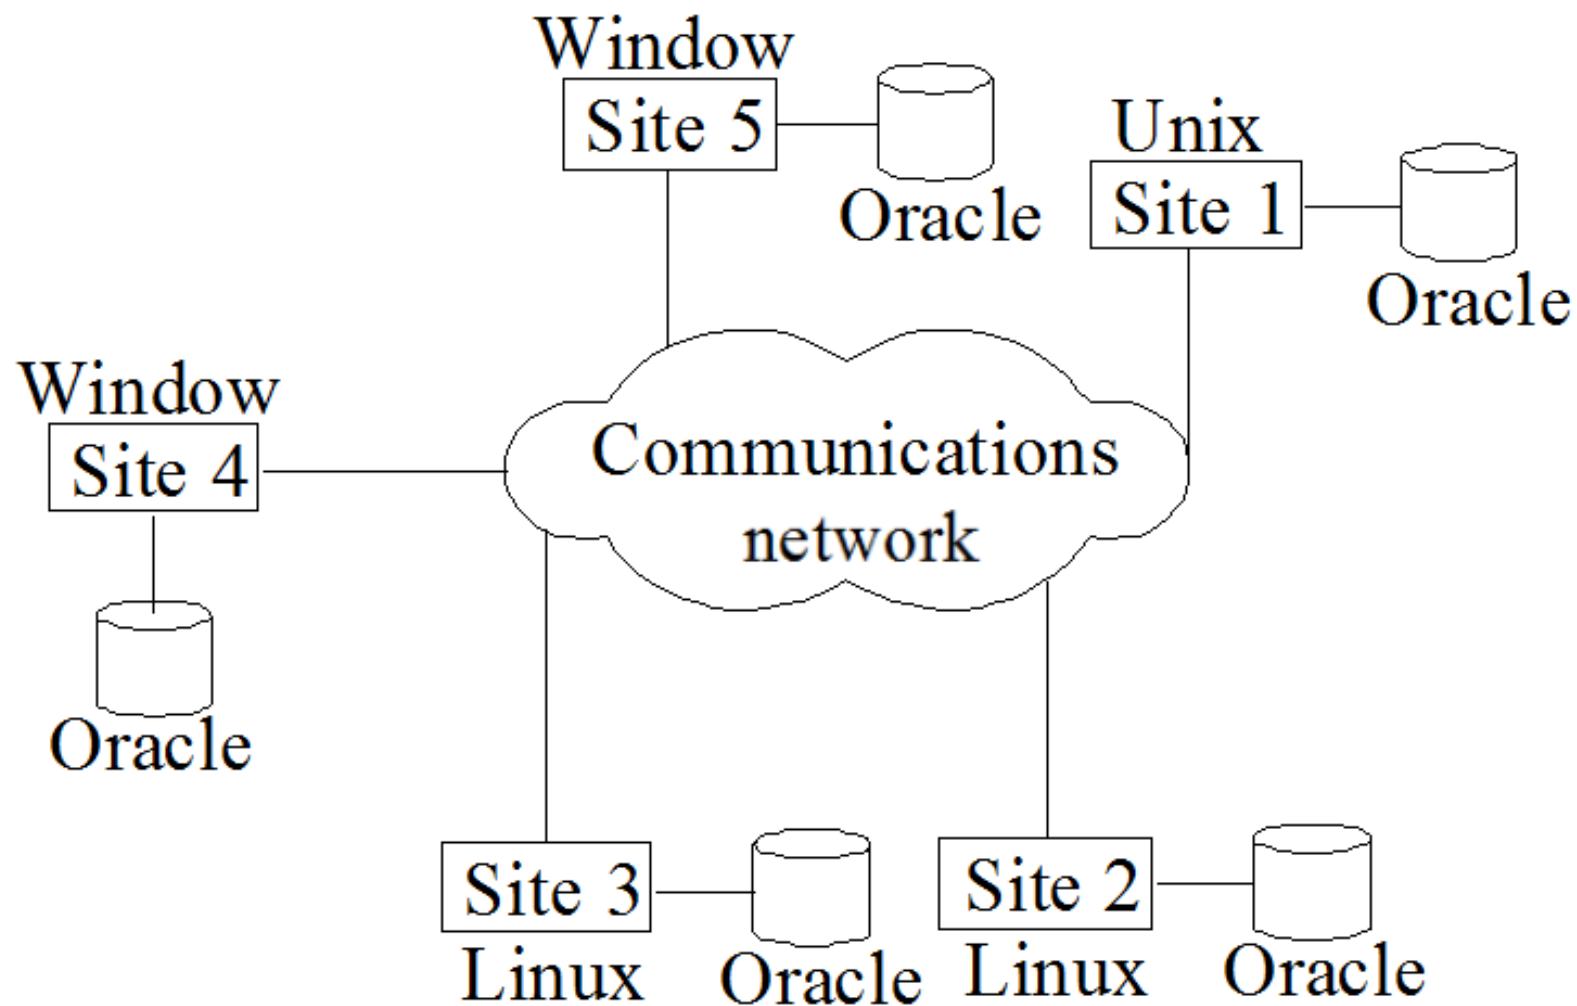 Window
Site 5
Oracle
Unix
Site 1
Oracle
Window
Site 4
Oracle
Communications
network
Site 3
Linux
Oracle
Site 2
Linux
Oracle